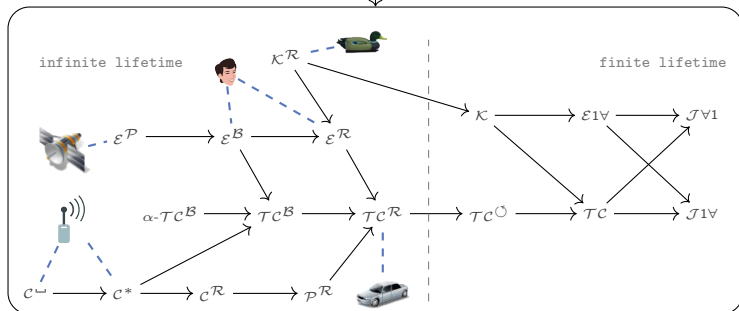 𝒦^ℛ
infinite lifetime
finite lifetime
𝒦
ℰ1∀
𝒥∀1
ℰ^𝒫
ℰ^ℬ
ℰ^ℛ
α-𝒯𝒞^ℬ
𝒯𝒞^ℬ
𝒯𝒞^ℛ
𝒯𝒞^↺
𝒯𝒞
𝒥1∀
𝒞^⎵
𝒞^*
𝒞^ℛ
𝒫^ℛ